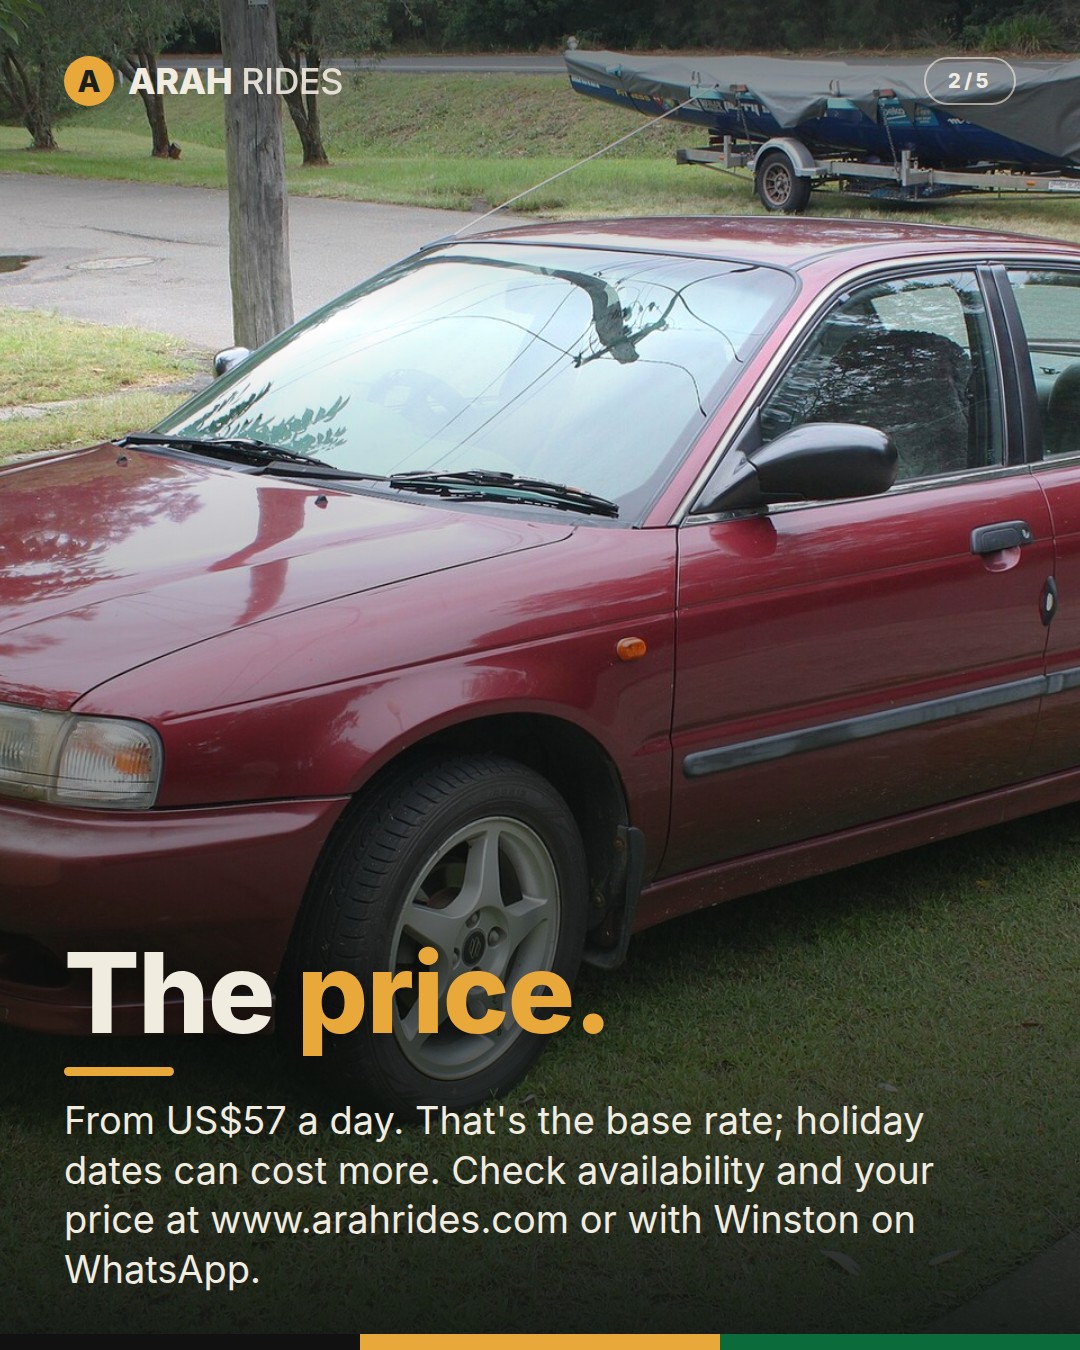 A ARAH RIDES
2/5
The price.
From US$57 a day. That's the base rate; holiday
dates can cost more. Check availability and your
price at www.arahrides.com or with Winston on
WhatsApp.